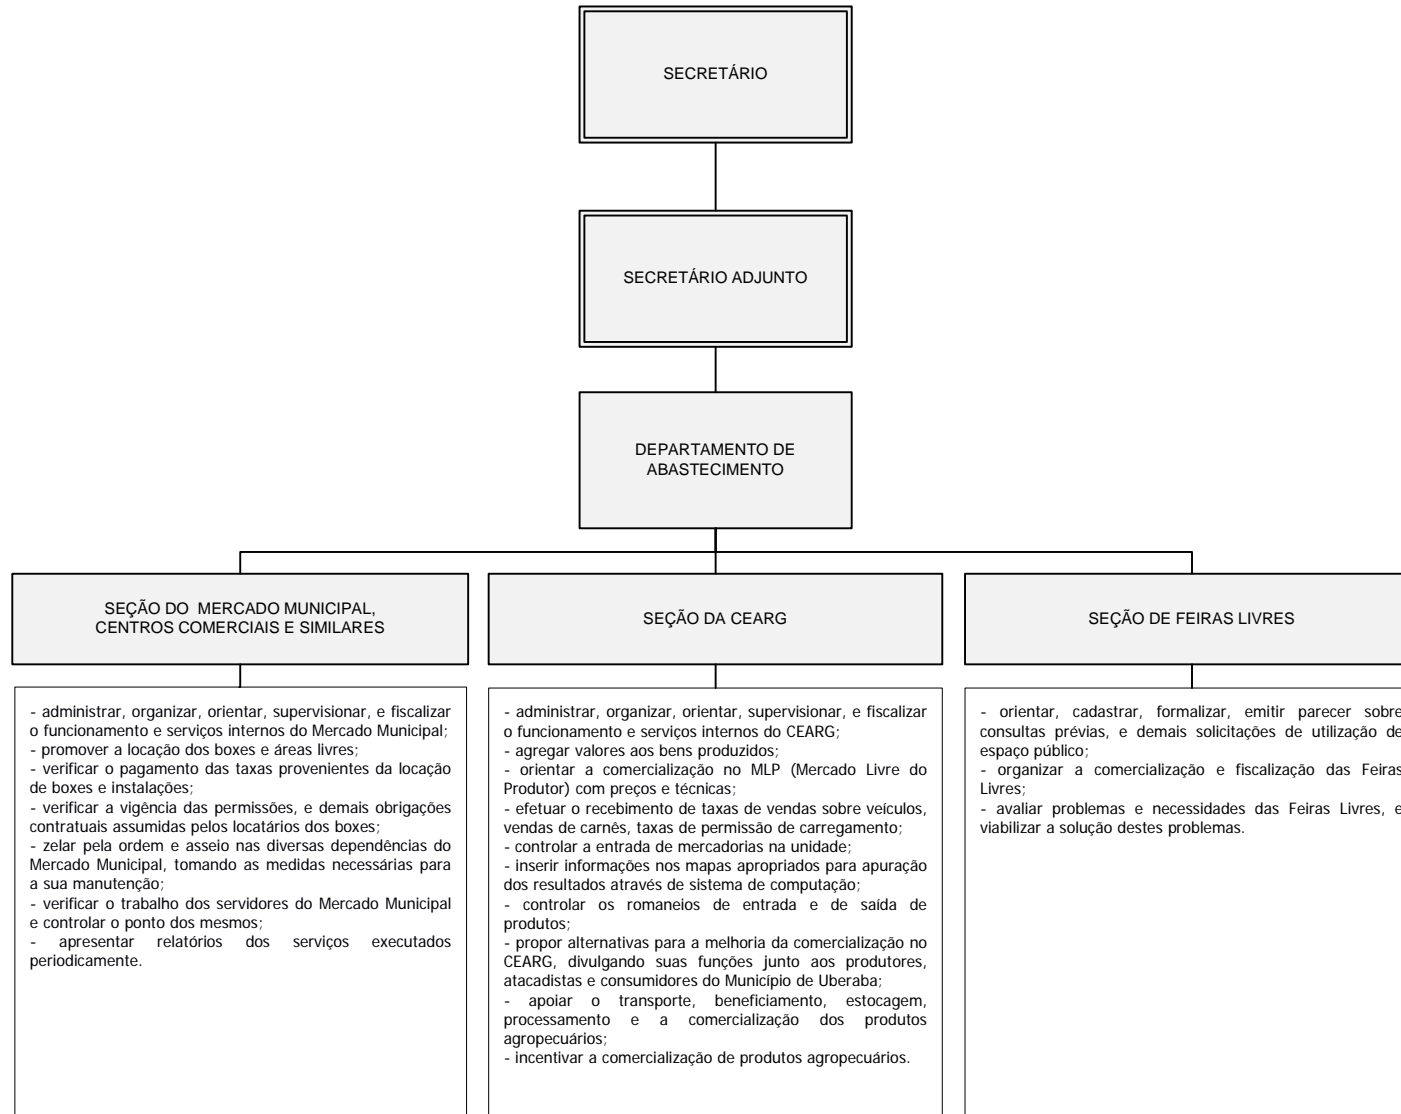 SECRETÁRIO
SECRETÁRIO ADJUNTO
DEPARTAMENTO DE
ABASTECIMENTO
SEÇÃO DO MERCADO MUNICIPAL,
CENTROS COMERCIAIS E SIMILARES
- administrar, organizar, orientar, supervisionar, e fiscalizar
o funcionamento e serviços internos do Mercado Municipal;
- promover a locação dos boxes e áreas livres;
- verificar o pagamento das taxas provenientes da locação
de boxes e instalações;
- verificar a vigência das permissões, e demais obrigações
contratuais assumidas pelos locatários dos boxes;
- zelar pela ordem e asseio nas diversas dependências do
Mercado Municipal, tomando as medidas necessárias para
a sua manutenção;
- verificar o trabalho dos servidores do Mercado Municipal
e controlar o ponto dos mesmos;
- apresentar relatórios dos serviços executados
periodicamente.
SEÇÃO DA CEARG
- administrar, organizar, orientar, supervisionar, e fiscalizar
o funcionamento e serviços internos do CEARG;
- agregar valores aos bens produzidos;
- orientar a comercialização no MLP (Mercado Livre do
Produtor) com preços e técnicas;
- efetuar o recebimento de taxas de vendas sobre veículos,
vendas de carnês, taxas de permissão de carregamento;
- controlar a entrada de mercadorias na unidade;
- inserir informações nos mapas apropriados para apuração
dos resultados através de sistema de computação;
- controlar os romaneios de entrada e de saída de
produtos;
- propor alternativas para a melhoria da comercialização no
CEARG, divulgando suas funções junto aos produtores,
atacadistas e consumidores do Município de Uberaba;
- apoiar o transporte, beneficiamento, estocagem,
processamento e a comercialização dos produtos
agropecuários;
- incentivar a comercialização de produtos agropecuários.
SEÇÃO DE FEIRAS LIVRES
- orientar, cadastrar, formalizar, emitir parecer sobre
consultas prévias, e demais solicitações de utilização de
espaço público;
- organizar a comercialização e fiscalização das Feiras
Livres;
- avaliar problemas e necessidades das Feiras Livres, e
viabilizar a solução destes problemas.